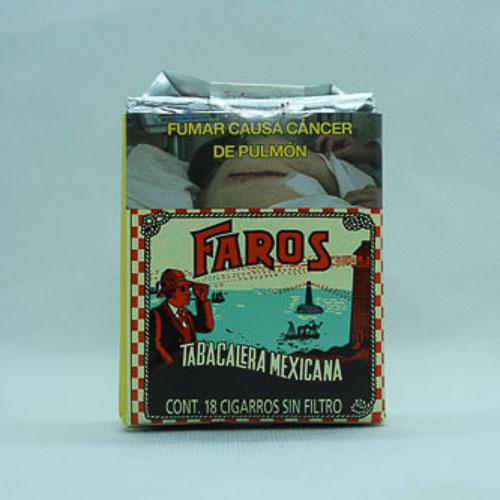 FUMAR CAUSA CÁNCER
DE PULMÓN
FAROS
TABACALERA MEXICANA
CONT. 18 CIGARROS SIN FILTRO